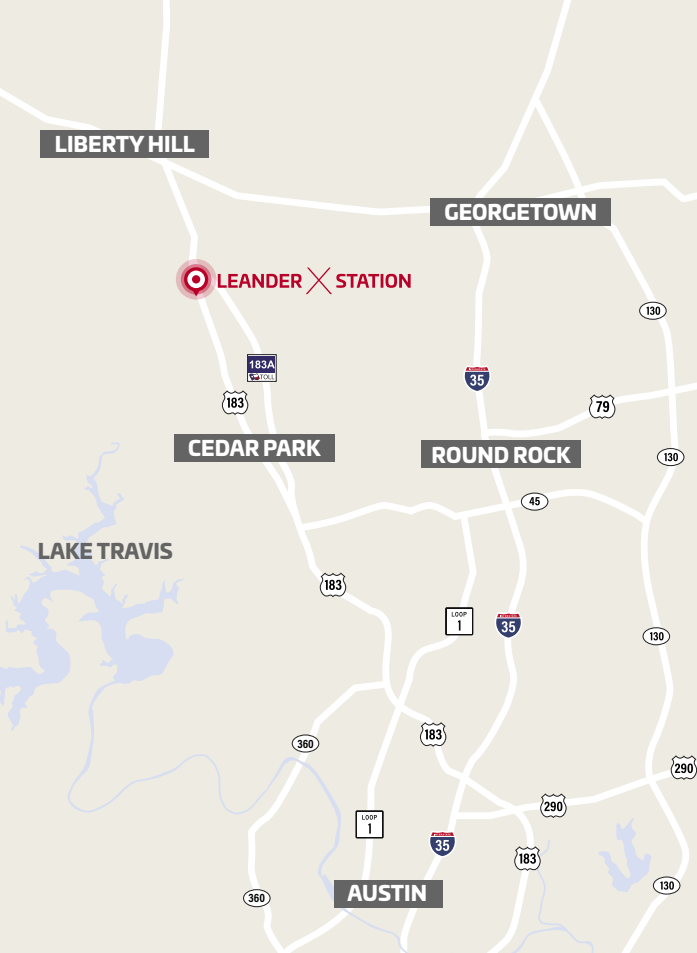 LIBERTY HILL
GEORGETOWN
LEANDER STATION
130
183A
TOLL
35
183
79
CEDAR PARK
ROUND ROCK
130
45
LAKE TRAVIS
183
LOOP
1
35
130
183
360
290
290
LOOP
1
35
183
130
AUSTIN
360